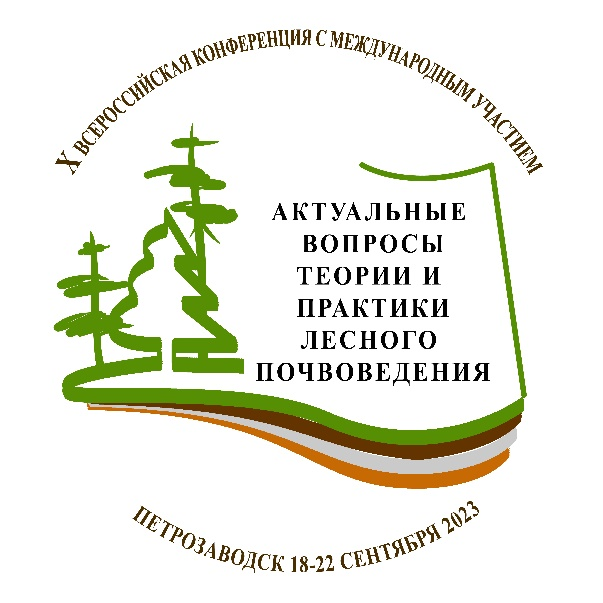 X ВСЕРОССИЙСКАЯ КОНФЕРЕНЦИЯ С МЕЖДУНАРОДНЫМ УЧАСТИЕМ
АКТУАЛЬНЫЕ
ВОПРОСЫ
ТЕОРИИ И
ПРАКТИКИ
ЛЕСНОГО
ПОЧВОВЕДЕНИЯ
ПЕТРОЗАВОДСК 18-22 СЕНТЯБРЯ 2023